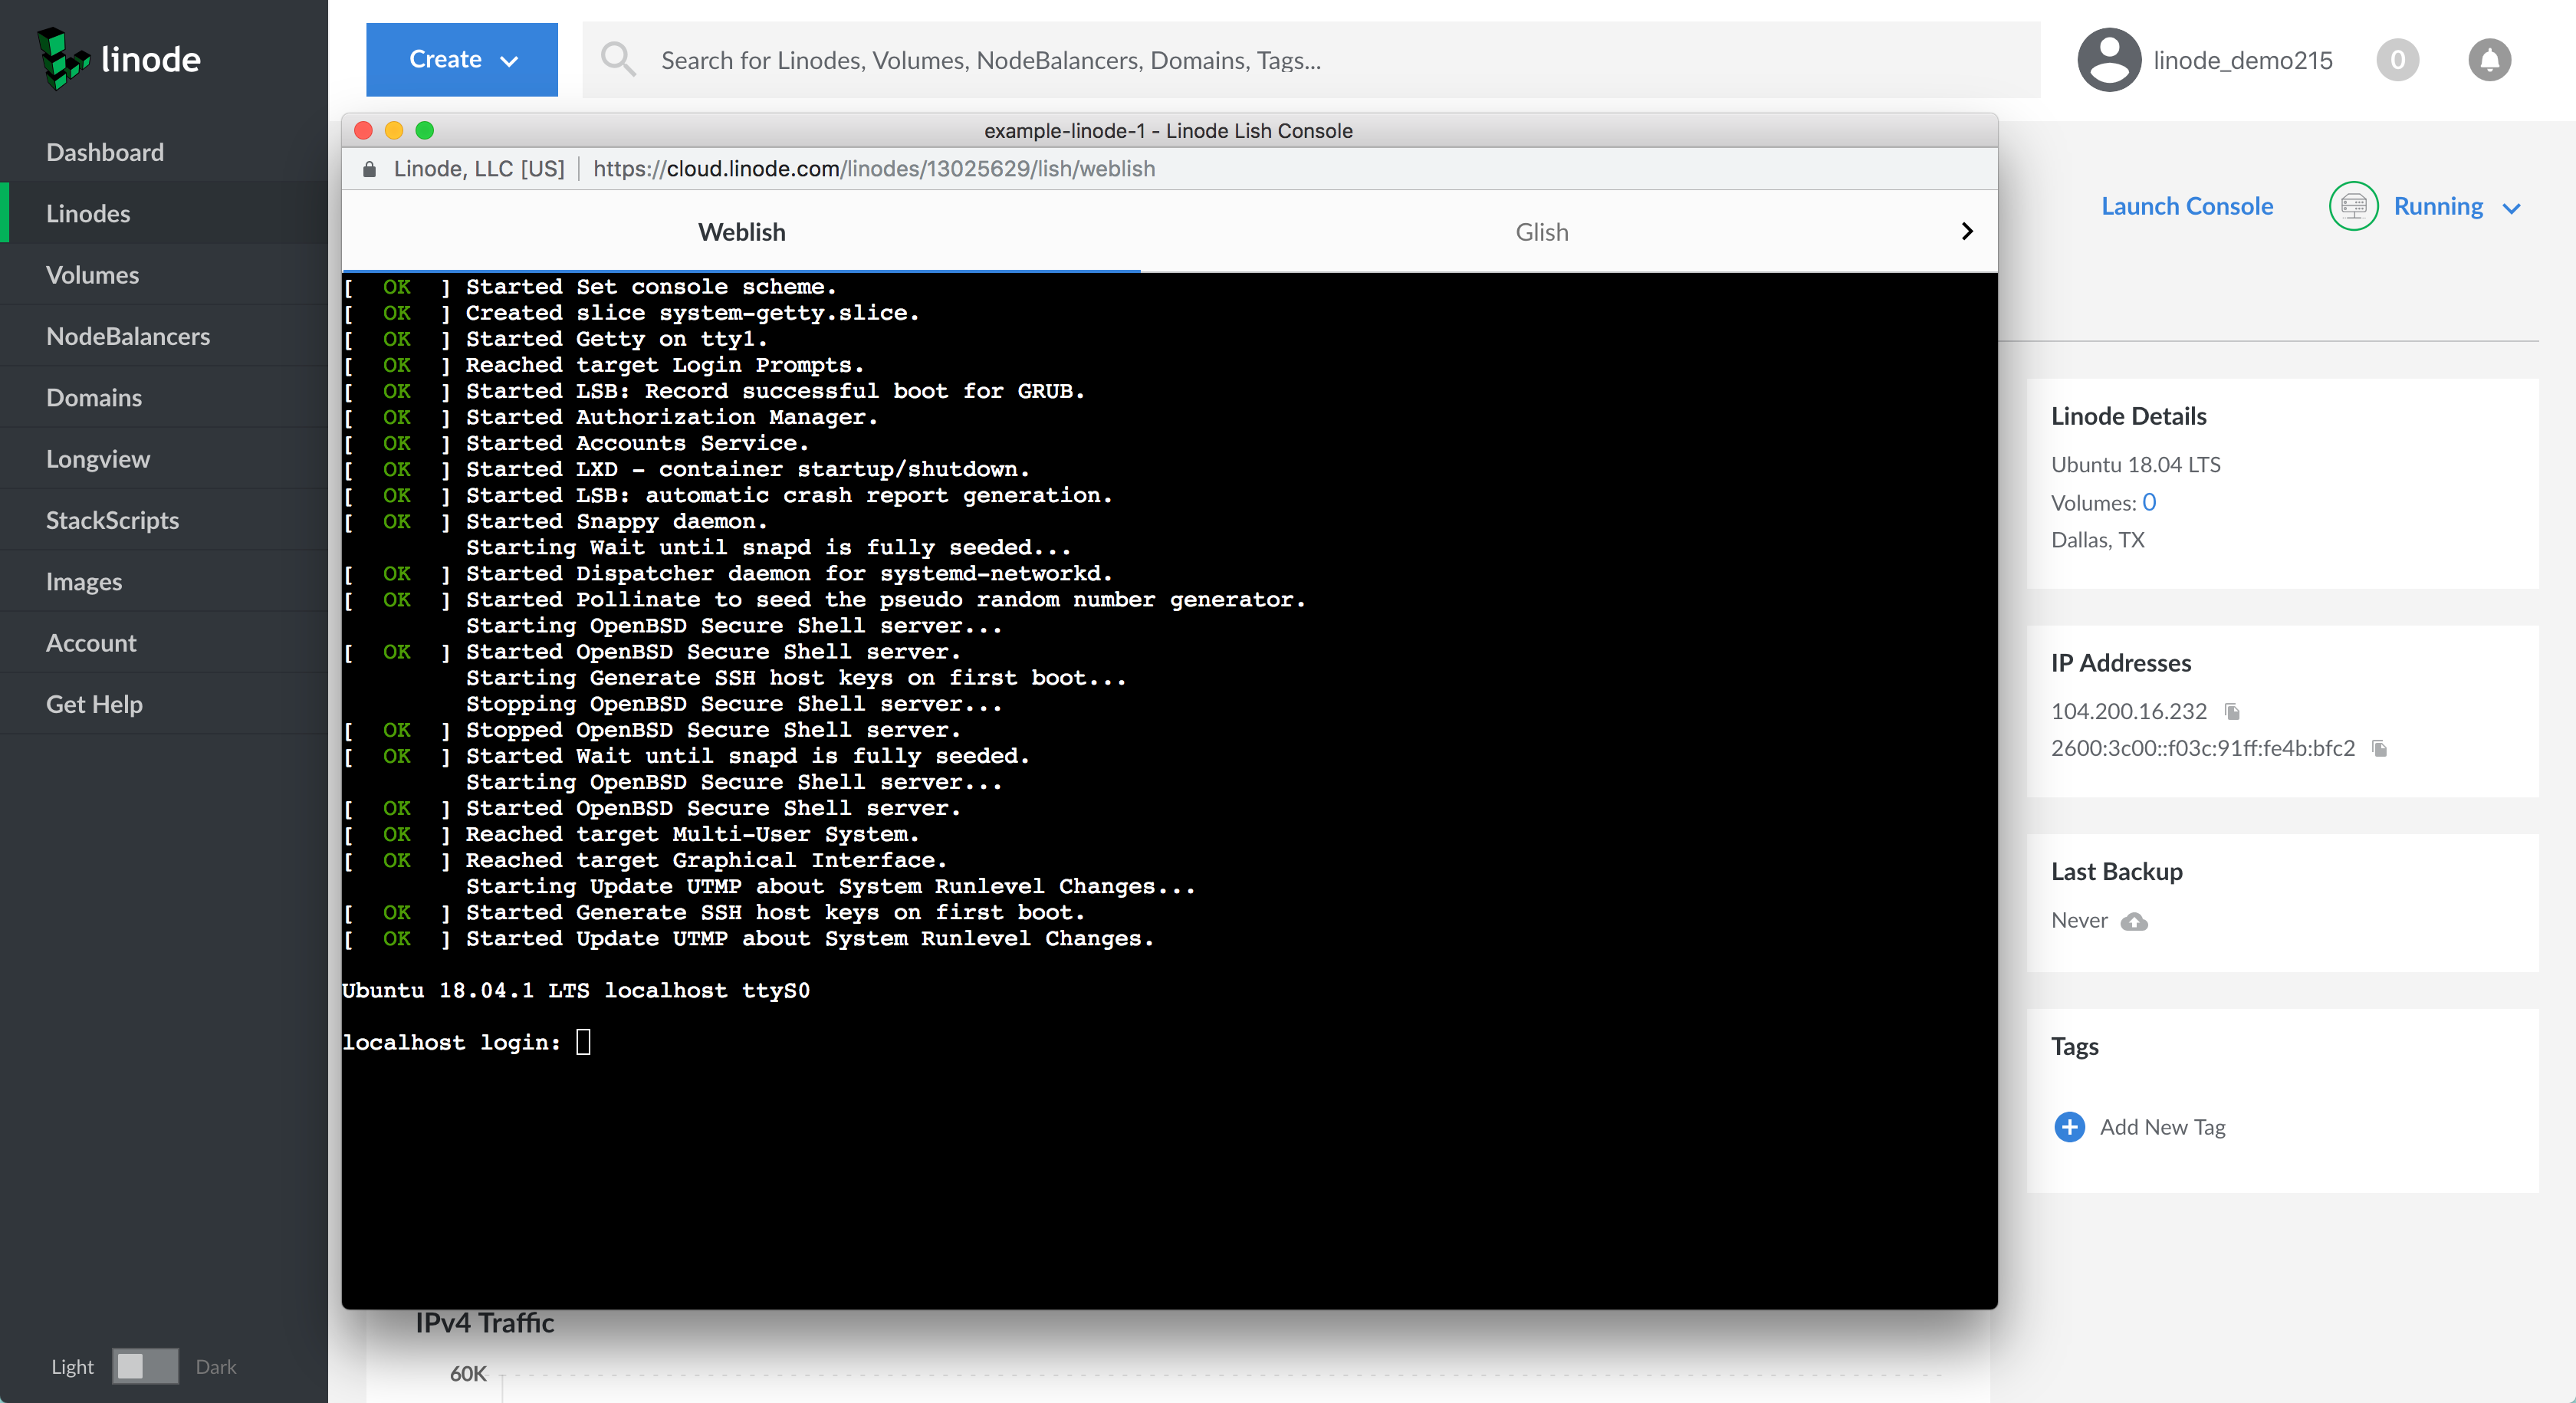 linode
Create
Search for Linodes, Volumes, NodeBalancers, Domains, Tags...
linode_demo215
0
Dashboard
Linodes
Volumes
NodeBalancers
Domains
Longview
StackScripts
Images
Account
Get Help
Light Dark
example-linode-1 - Linode Lish Console
Linode, LLC [US] https://cloud.linode.com/linodes/13025629/lish/weblish
Weblish Glish
[ OK ] Started Set console scheme.
[ OK ] Created slice system-getty.slice.
[ OK ] Started Getty on tty1.
[ OK ] Reached target Login Prompts.
[ OK ] Started LSB: Record successful boot for GRUB.
[ OK ] Started Authorization Manager.
[ OK ] Started Accounts Service.
[ OK ] Started LXD - container startup/shutdown.
[ OK ] Started LSB: automatic crash report generation.
[ OK ] Started Snappy daemon.
Starting Wait until snapd is fully seeded...
[ OK ] Started Dispatcher daemon for systemd-networkd.
[ OK ] Started Pollinate to seed the pseudo random number generator.
Starting OpenBSD Secure Shell server...
[ OK ] Started OpenBSD Secure Shell server.
Starting Generate SSH host keys on first boot...
Stopping OpenBSD Secure Shell server...
[ OK ] Stopped OpenBSD Secure Shell server.
[ OK ] Started Wait until snapd is fully seeded.
Starting OpenBSD Secure Shell server...
[ OK ] Started OpenBSD Secure Shell server.
[ OK ] Reached target Multi-User System.
[ OK ] Reached target Graphical Interface.
Starting Update UTMP about System Runlevel Changes...
[ OK ] Started Generate SSH host keys on first boot.
[ OK ] Started Update UTMP about System Runlevel Changes.
Ubuntu 18.04.1 LTS localhost ttyS0
localhost login:
IPv4 Traffic
60K
Launch Console
Running
Linode Details
Ubuntu 18.04 LTS
Volumes: 0
Dallas, TX
IP Addresses
104.200.16.232
2600:3c00::f03c:91ff:fe4b:bfc2
Last Backup
Never
Tags
Add New Tag